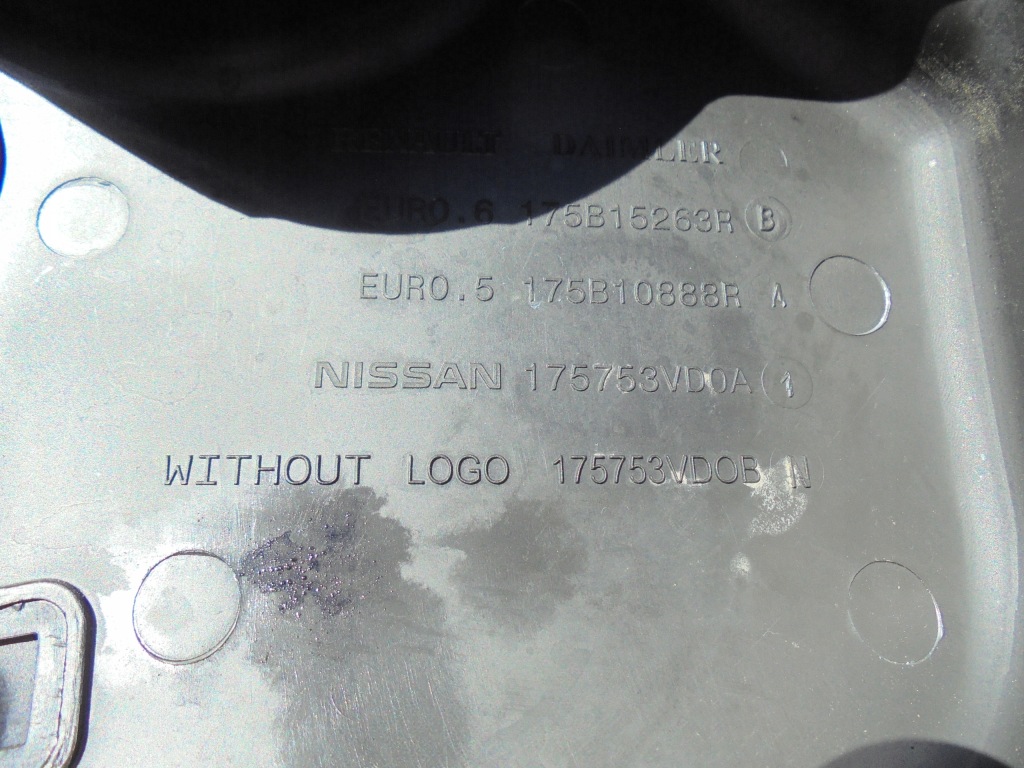 RENAULT DAIMLER
EURO.6 175B15263R B
EURO.5 175B10888R A
NISSAN 175753VD0A 1
WITHOUT LOGO 175753VD0B N